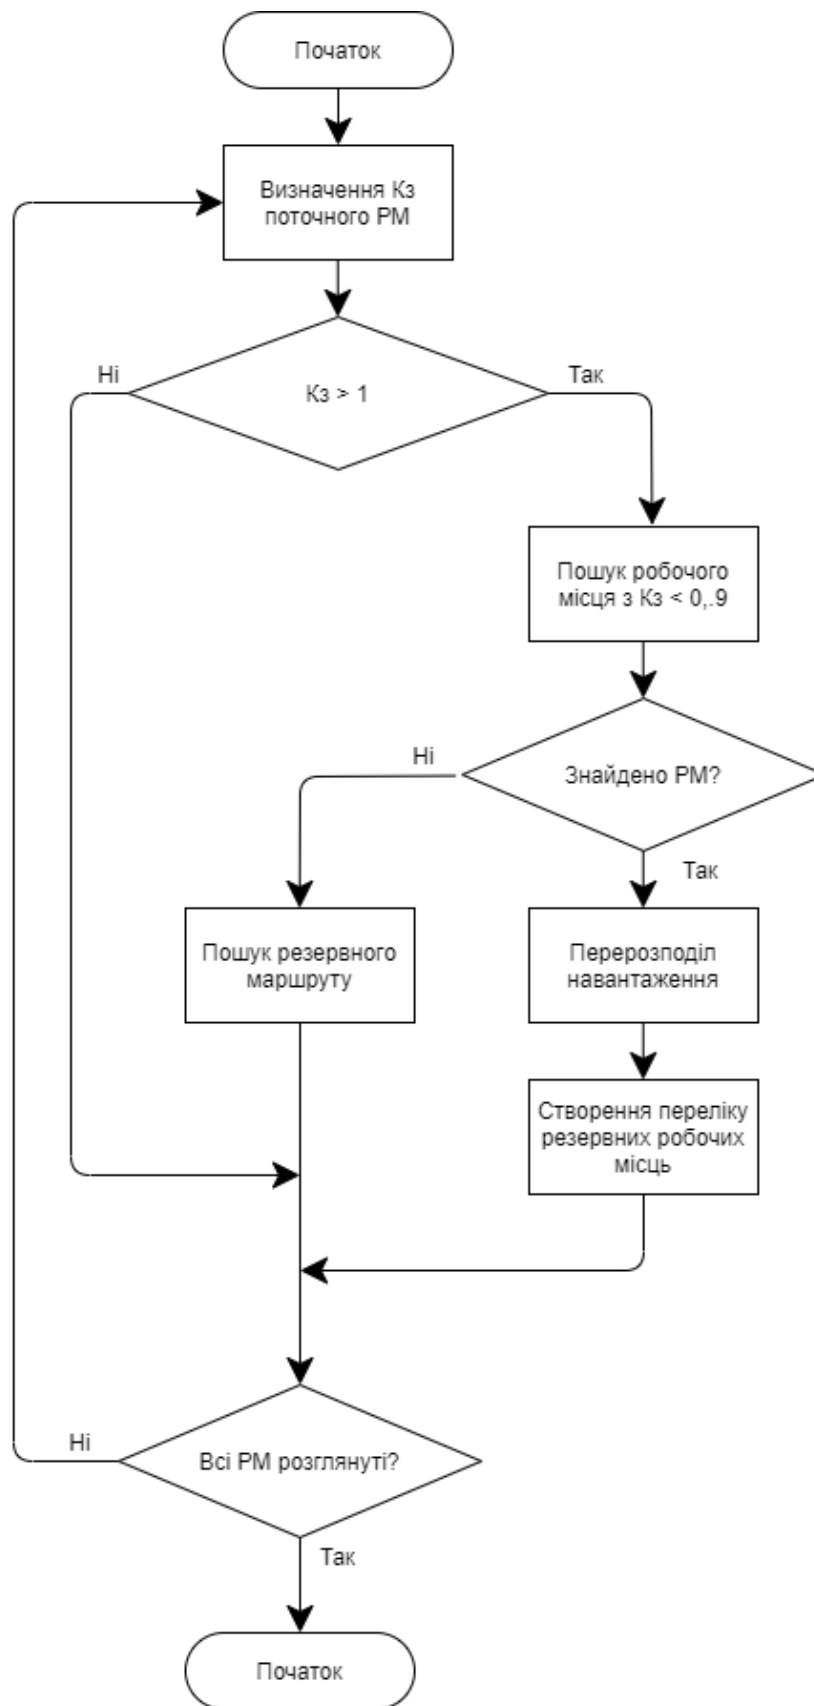 Початок
Визначення Кз
поточного РМ
Ні
Так
Кз > 1
Пошук робочого
місця з Кз < 0,.9
Ні
Знайдено РМ?
Так
Пошук резервного
маршруту
Перерозподіл
навантаження
Створення переліку
резервних робочих
місць
Ні
Всі РМ розглянуті?
Так
Початок